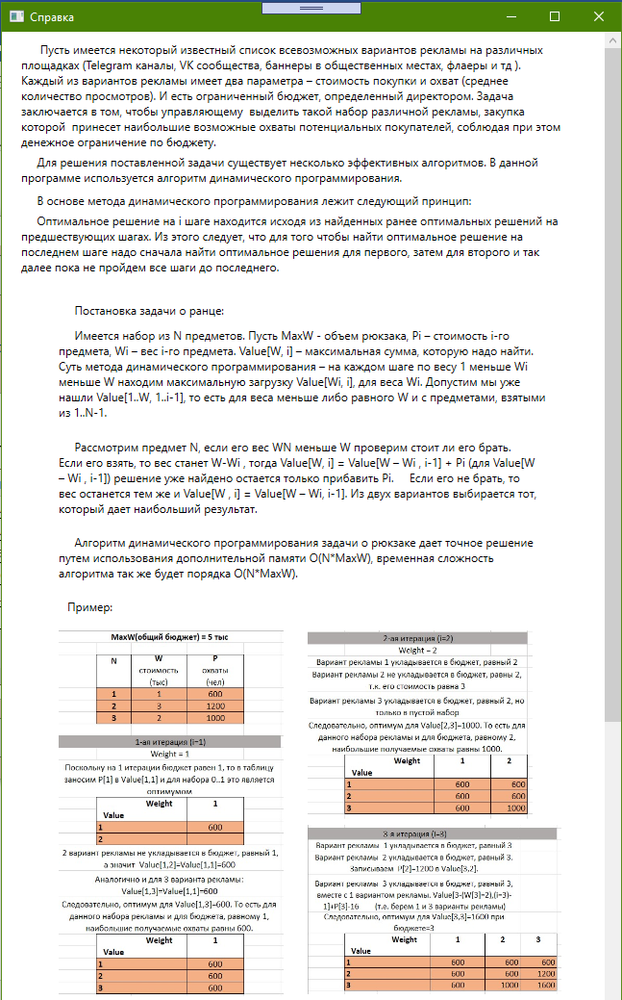 Справка
Пусть имеется некоторый известный список всевозможных вариантов рекламы на различных
площадках (Telegram каналы, VK сообщества, баннеры в общественных местах, флаеры и тд ).
Каждый из вариантов рекламы имеет два параметра – стоимость покупки и охват (среднее
количество просмотров). И есть ограниченный бюджет, определенный директором. Задача
заключается в том, чтобы управляющему выделить такой набор различной рекламы, закупка
которой принесет наибольшие возможные охваты потенциальных покупателей, соблюдая при этом
денежное ограничение по бюджету.
Для решения поставленной задачи существует несколько эффективных алгоритмов. В данной
программе используется алгоритм динамического программирования.
В основе метода динамического программирования лежит следующий принцип:
Оптимальное решение на i шаге находится исходя из найденных ранее оптимальных решений на
предшествующих шагах. Из этого следует, что для того чтобы найти оптимальное решение на
последнем шаге надо сначала найти оптимальные решения для первого, затем для второго и так
далее пока не пройдем все шаги до последнего.
Постановка задачи о ранце:
Имеется набор из N предметов. Пусть MaxW - объем рюкзака, Pi – стоимость i-го
предмета, Wi – вес i-го предмета. Value[W, i] – максимальная сумма, которую надо найти.
Суть метода динамического программирования – на каждом шаге по весу 1 меньше Wi
меньше W находим максимальную загрузку Value[Wi, i], для веса Wi. Допустим мы уже
нашли Value[1..W, 1..i-1], то есть для веса меньше либо равного W и с предметами, взятыми
из 1..N-1.
Рассмотрим предмет N, если его вес WN меньше W проверим стоит ли его брать.
Если его взять, то вес станет W-Wi , тогда Value[W, i] = Value[W – Wi , i-1] + Pi (для Value[W
– Wi , i-1]) решение уже найдено остается только прибавить Pi. Если его не брать, то
вес останется тем же и Value[W , i] = Value[W – Wi, i-1]. Из двух вариантов выбирается тот,
который дает наибольший результат.
Алгоритм динамического программирования задачи о рюкзаке дает точное решение
путем использования дополнительной памяти O(N*MaxW), временная сложность
алгоритма так же будет порядка O(N*MaxW).
Пример:
MaxW(общий бюджет) = 5 тыс
N W P
стоимость охваты
(тыс) (чел)
1 1 600
2 3 1200
3 2 1000
1-ая итерация (i=1)
Weight = 1
Поскольку на 1 итерации бюджет равен 1, то в таблицу
заносим P[1] в Value[1,1] и для набора 0..1 это является
оптимумом
Weight 1
Value
1 600
2
2 вариант рекламы не укладывается в бюджет, равный 1,
а значит Value[1,2]=Value[1,1]=600
Аналогично и для 3 варианта рекламы:
Value[1,3]=Value[1,1]=600
Следовательно, оптимум для Value[1,3]=600. То есть для
данного набора рекламы и для бюджета, равному 1,
наибольшие получаемые охваты равны 600.
Weight 1
Value
1 600
2 600
3 600
2-ая итерация (i=2)
Weight = 2
Вариант рекламы 1 укладывается в бюджет, равный 2
Вариант рекламы 2 не укладывается в бюджет, равны 2,
т.к. его стоимость равна 3
Вариант рекламы 3 укладывается в бюджет, равный 2, но
только в пустой набор
Следовательно, оптимум для Value[2,3]=1000. То есть для
данного набора рекламы и для бюджета, равному 2,
наибольшие получаемые охваты равны 1000.
Weight 1 2
Value
1 600 600
2 600 600
3 600 1000
3-я итерация (i=3)
Вариант рекламы 1 укладывается в бюджет, равный 3
Вариант рекламы 2 укладывается в бюджет, равный 3.
Записываем P[2]=1200 в Value[3,2].
Вариант рекламы 3 укладывается в бюджет, равный 3,
вместе с 1 вариантом рекламы. Value[3-(W[3]=2),(i=3)-
1]+P[3]-16 (т.е. берем 1 и 3 варианты рекламы)
Следовательно, оптимум для Value[3,3]=1600 при
бюджете=3
Weight 1 2 3
Value
1 600 600 600
2 600 600 1200
3 600 1000 1600